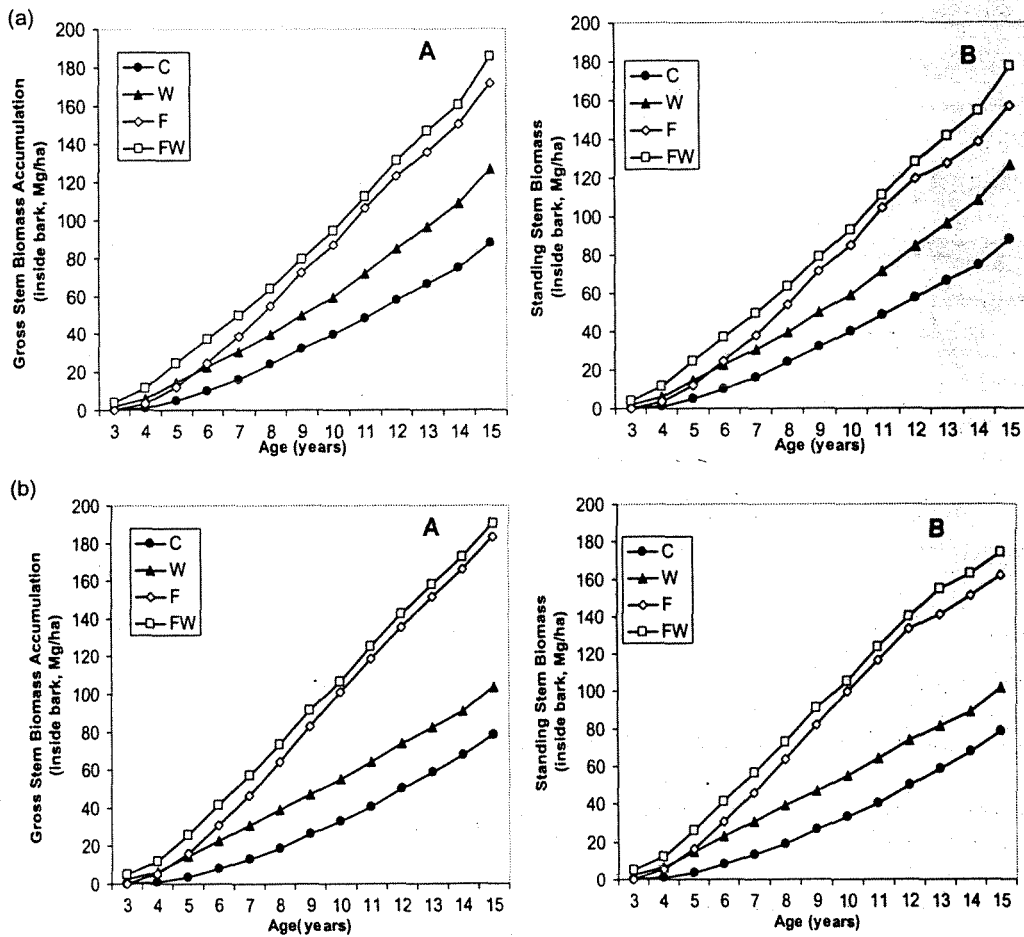 (a)
Gross Stem Biomass Accumulation
(inside bark, Mg/ha)
200
180
160
140
120
100
80
60
40
20
0
A
C
W
F
FW
3 4 5 6 7 8 9 10 11 12 13 14 15
Age (years)
Standing Stem Biomass
(inside bark, Mg/ha)
200
180
160
140
120
100
80
60
40
20
0
B
C
W
F
FW
3 4 5 6 7 8 9 10 11 12 13 14 15
Age (years)
(b)
Gross Stem Biomass Accumulation
(inside bark, Mg/ha)
200
180
160
140
120
100
80
60
40
20
0
A
C
W
F
FW
3 4 5 6 7 8 9 10 11 12 13 14 15
Age(years)
Standing Stem Biomass
(inside bark, Mg/ha)
200
180
160
140
120
100
80
60
40
20
0
B
C
W
F
FW
3 4 5 6 7 8 9 10 11 12 13 14 15
Age (years)